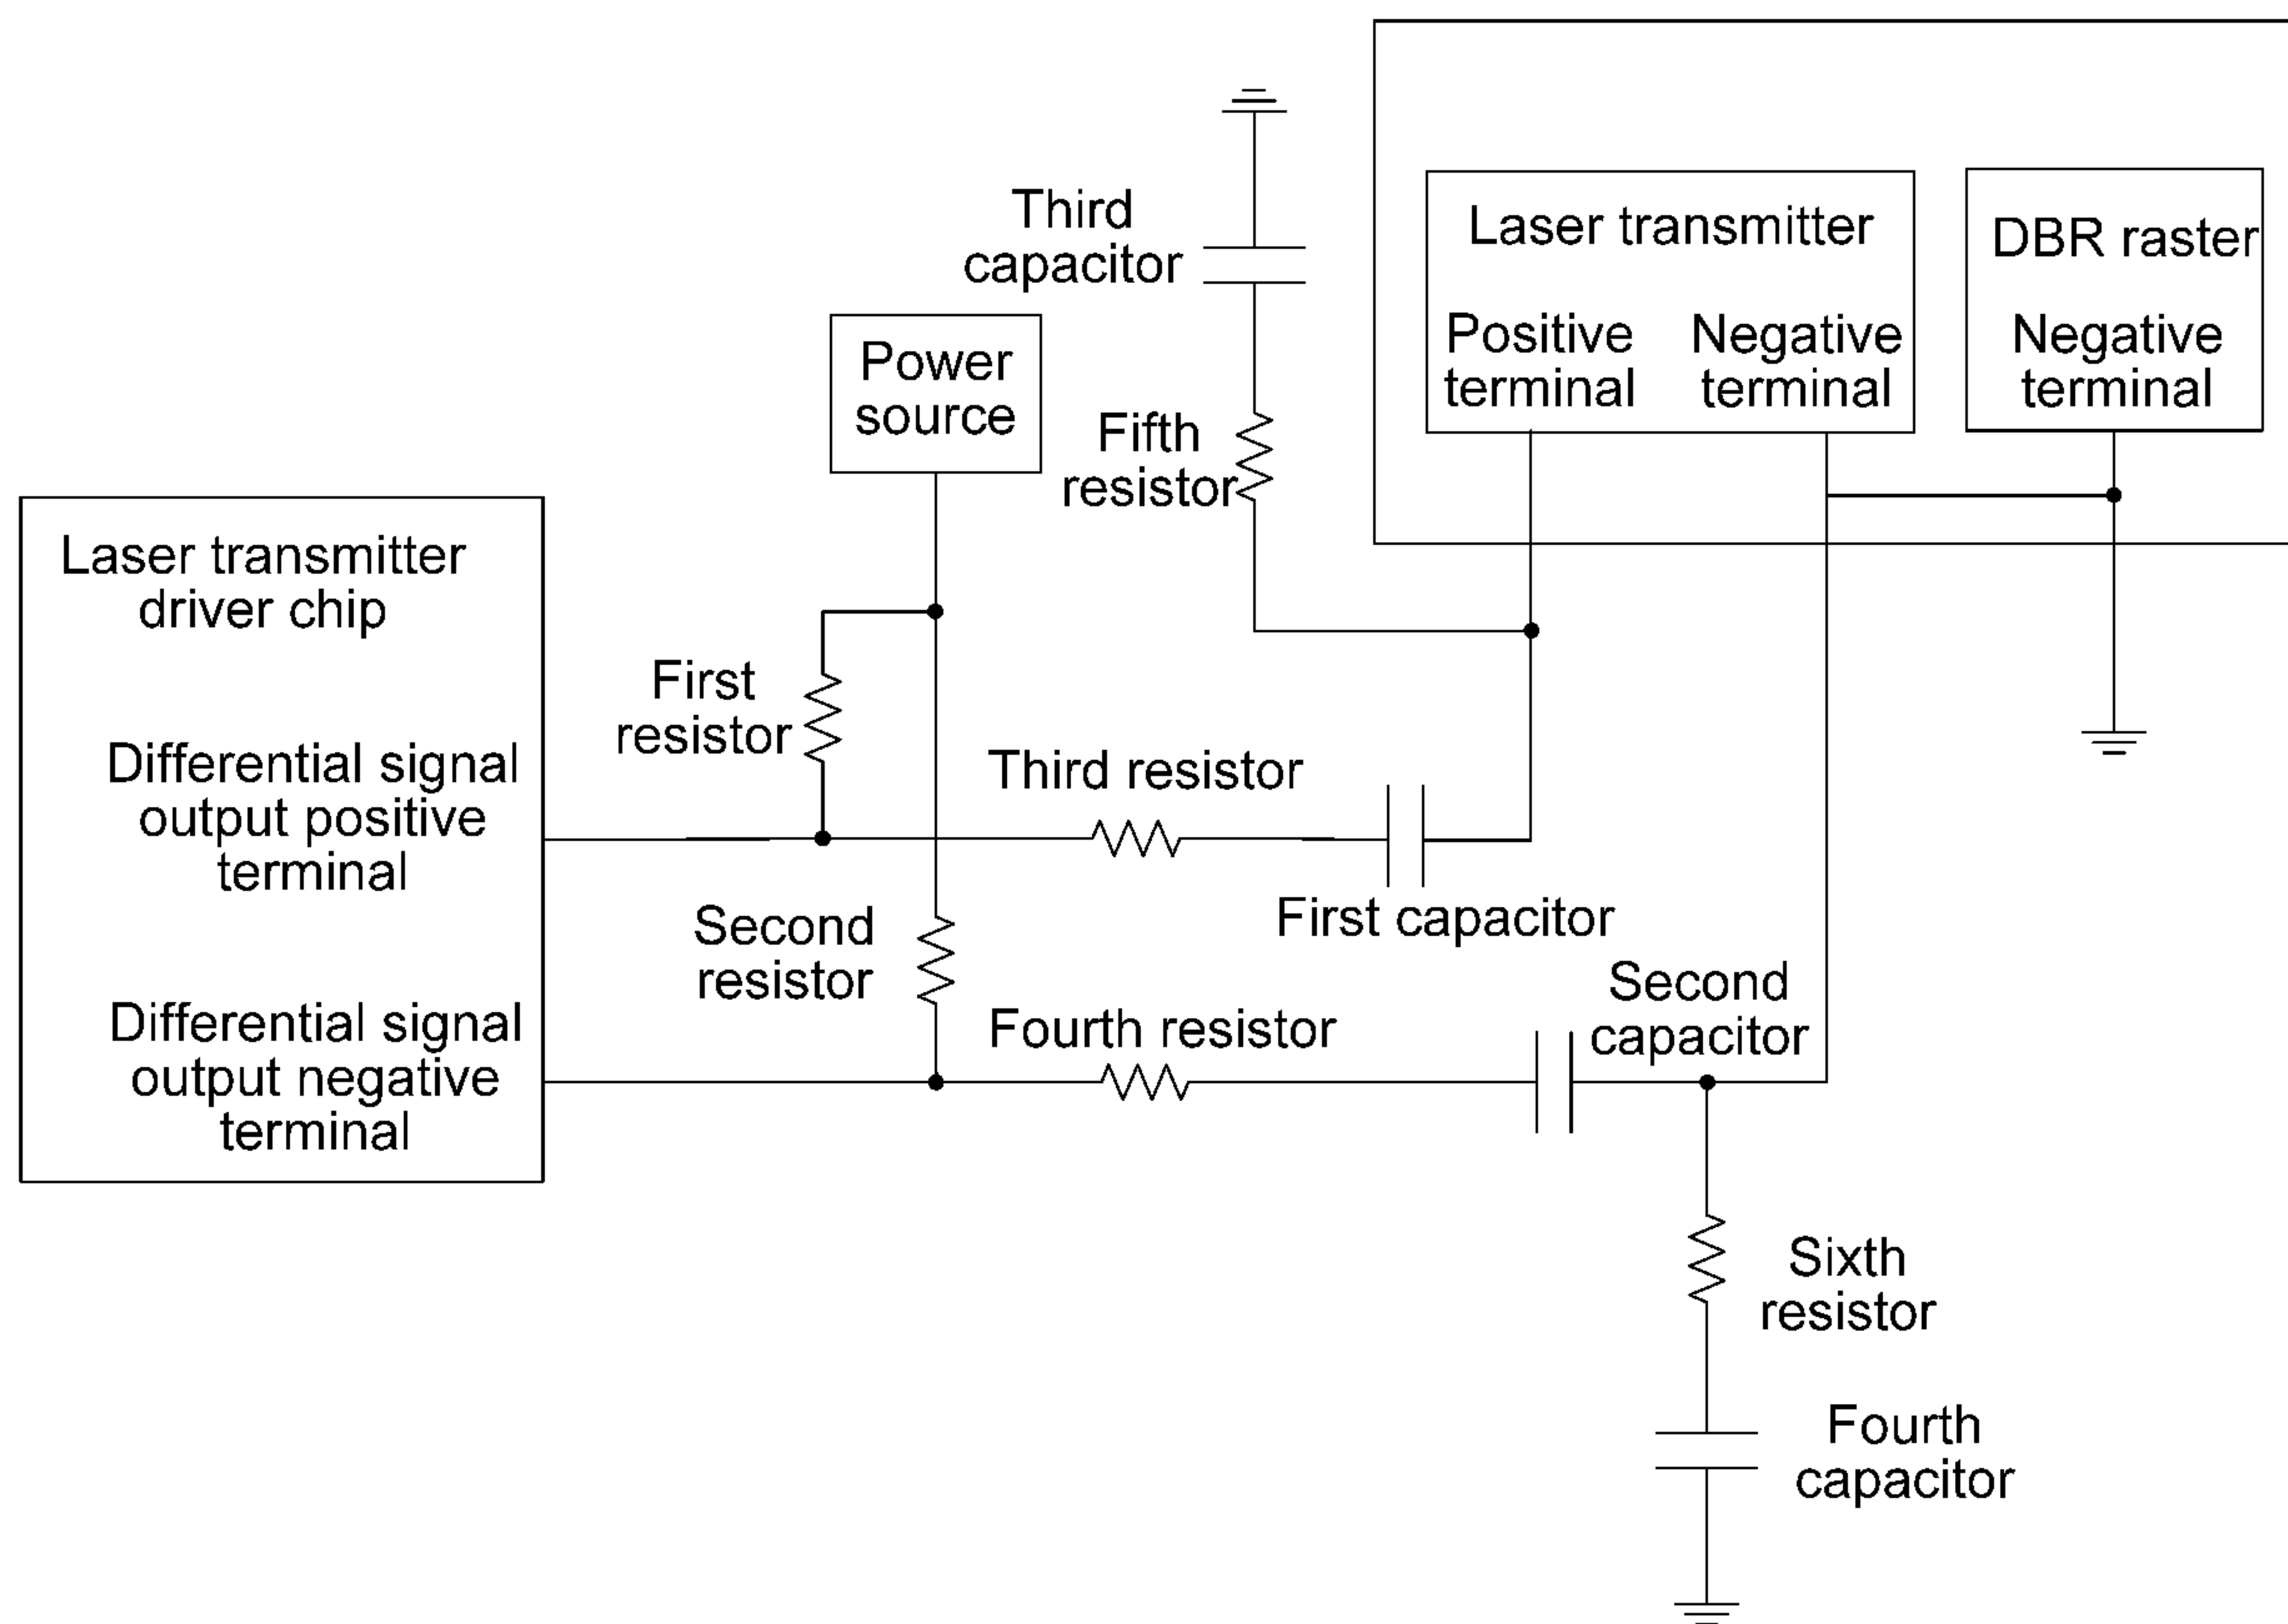 Third
capacitor
Laser transmitter
Positive
terminal
Negative
terminal
DBR raster
Negative
terminal
Power
source
Fifth
resistor
Laser transmitter
driver chip
First
resistor
Differential signal
output positive
terminal
Third resistor
First capacitor
Second
resistor
Second
capacitor
Differential signal
output negative
terminal
Fourth resistor
Sixth
resistor
Fourth
capacitor